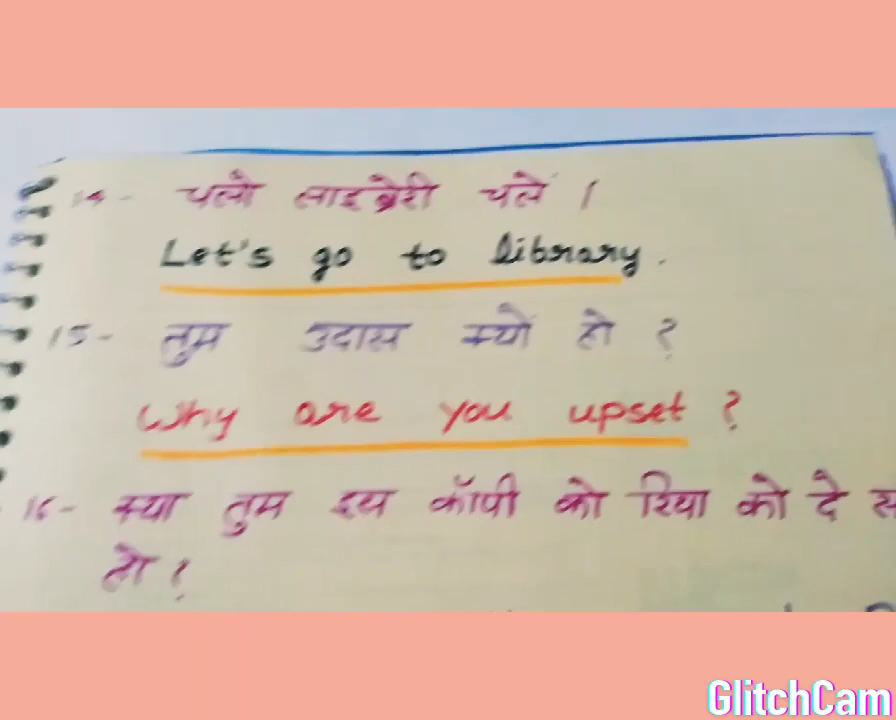 14- चलो लाइब्रेरी चलें ।
Let's go to library.
15- तुम उदास क्यों हो ?
Why are you upset ?
16- क्या तुम इस कॉपी को रिया को दे
हो ?
GlitchCam